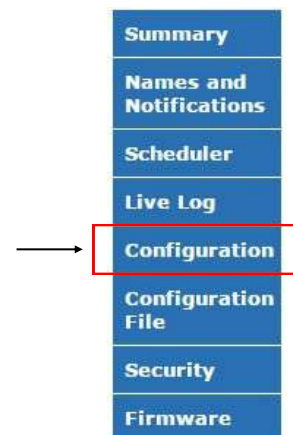 Summary
Names and
Notifications
Scheduler
Live Log
Configuration
Configuration
File
Security
Firmware